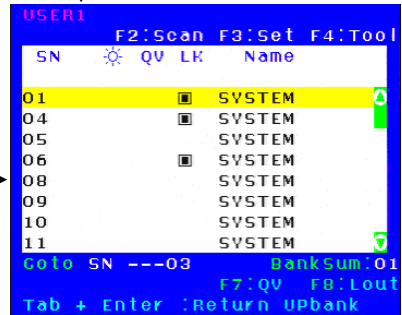 USER1
F2:Scan F3:Set F4:Tool
SN QV LK Name
01 SYSTEM
04 SYSTEM
05 SYSTEM
06 SYSTEM
08 SYSTEM
09 SYSTEM
10 SYSTEM
11 SYSTEM
Goto SN ---03 BankSum:01
F7:QV F8:Lout
Tab + Enter :Return UPbank